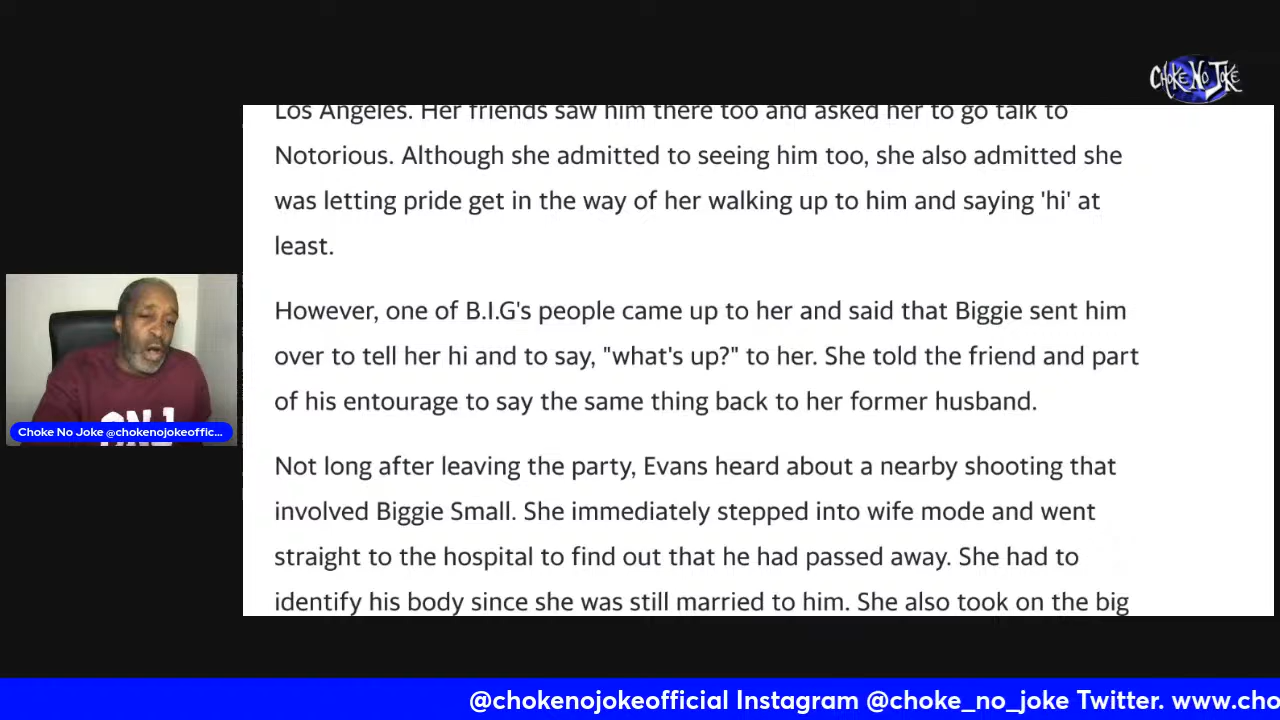 CHOKE NO JOKE
Los Angeles. Her friends saw him there too and asked her to go talk to
Notorious. Although she admitted to seeing him too, she also admitted she
was letting pride get in the way of her walking up to him and saying 'hi' at
least.
However, one of B.I.G's people came up to her and said that Biggie sent him
over to tell her hi and to say, "what's up?" to her. She told the friend and part
of his entourage to say the same thing back to her former husband.
Not long after leaving the party, Evans heard about a nearby shooting that
involved Biggie Small. She immediately stepped into wife mode and went
straight to the hospital to find out that he had passed away. She had to
identify his body since she was still married to him. She also took on the big
Choke No Joke @chokenojokeoffic...
@chokenojokeofficial Instagram @choke_no_joke Twitter. www.cho